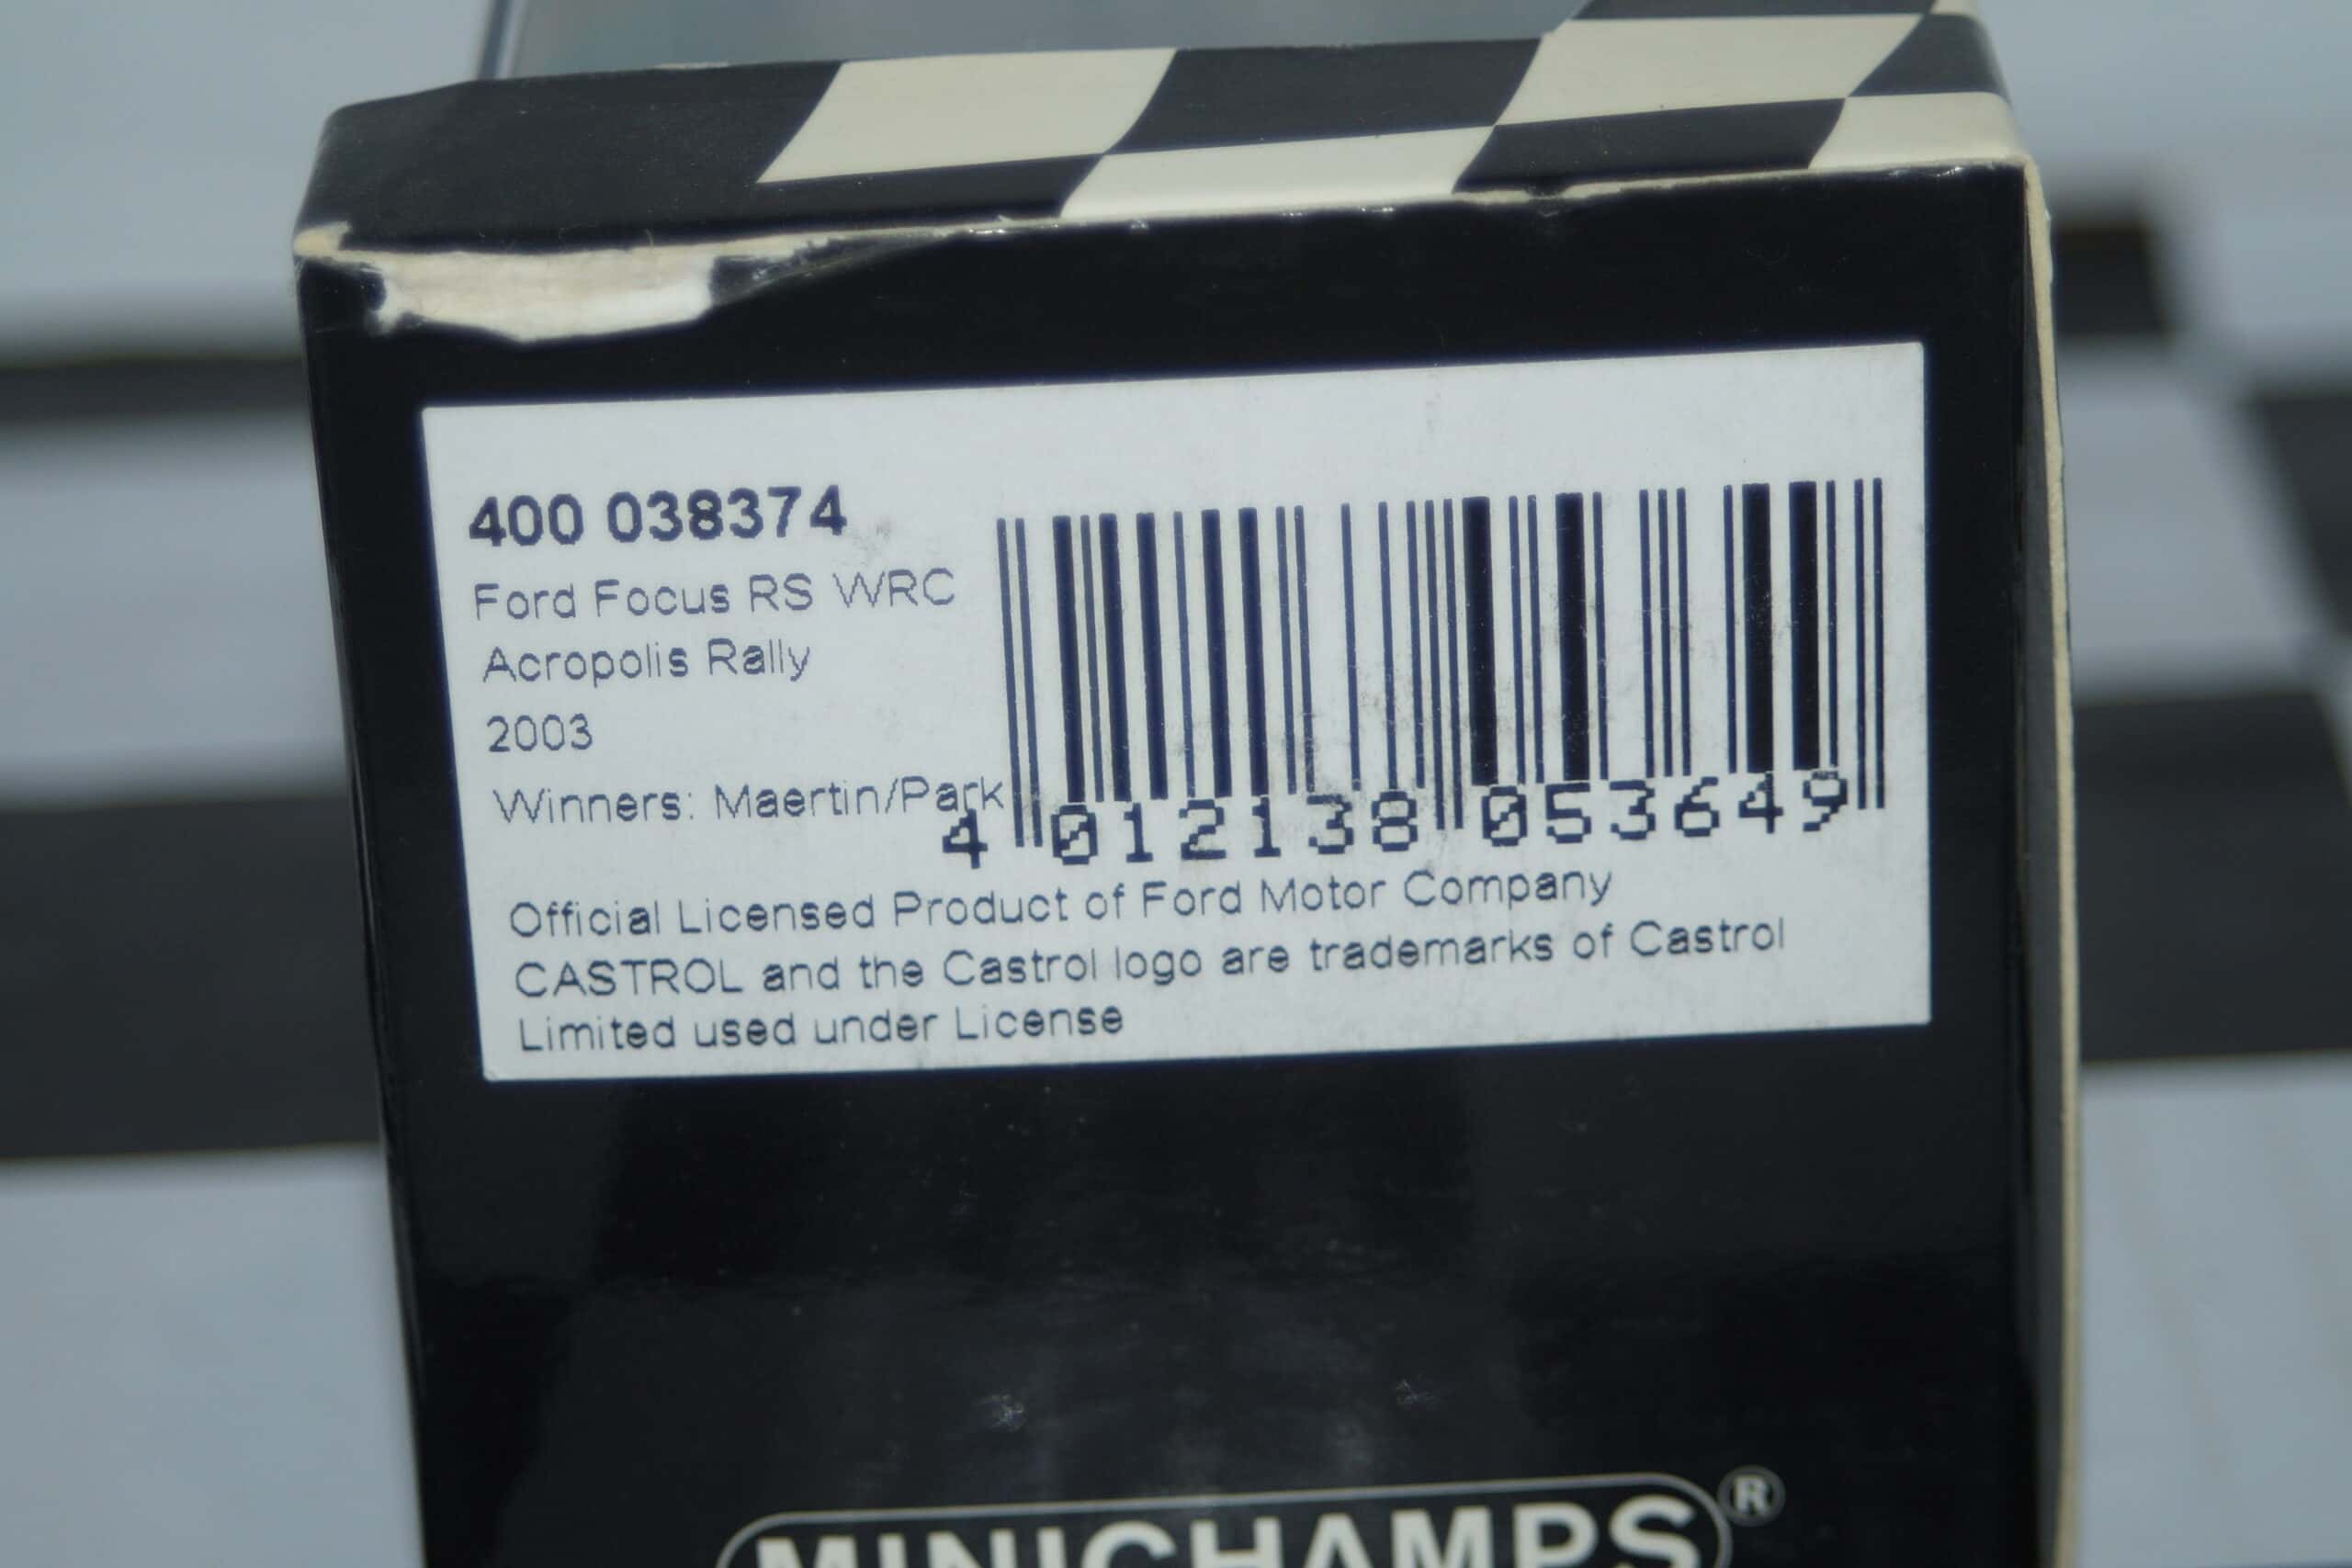 400 038374
Ford Focus RS WRC
Acropolis Rally
2003
Winners: Maertin/Park
4 012138 053649
Official Licensed Product of Ford Motor Company
CASTROL and the Castrol logo are trademarks of Castrol
Limited used under License
MINICHAMPS®